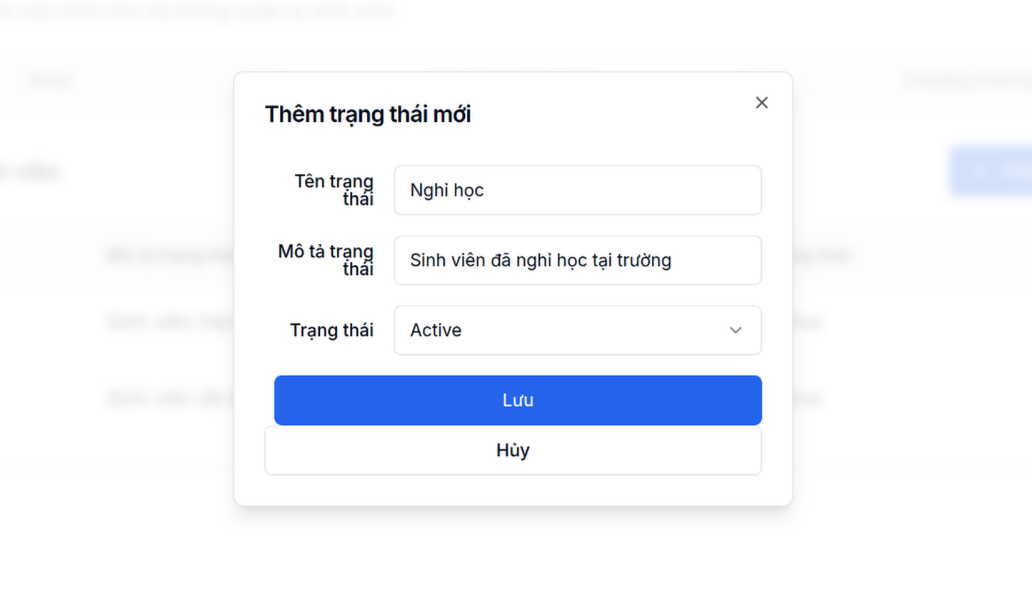 Thêm trạng thái mới
Tên trạng
thái
Nghi học
Mô tả trạng
thái
Sinh viên đã nghi học tại trường
Trạng thái
Active
Lưu
Hủy